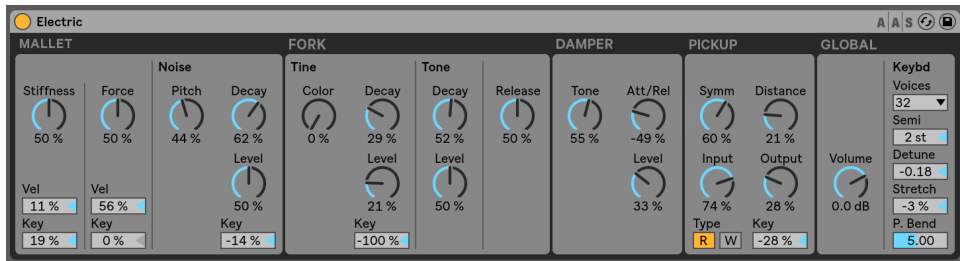 Electric
A A S
MALLET
FORK
DAMPER
PICKUP
GLOBAL
Noise
Tine
Tone
Keybd
Stiffness
Force
Pitch
Decay
Color
Decay
Decay
Release
Tone
Att/Rel
Symm
Distance
Voices
32
50 %
50 %
44 %
62 %
0 %
29 %
52 %
50 %
55 %
-49 %
60 %
21 %
Semi
2 st
Level
Level
Level
Level
Input
Output
Volume
Detune
-0.18
50 %
21 %
50 %
33 %
74 %
28 %
0.0 dB
Stretch
-3 %
Vel
11 %
Vel
56 %
Key
19 %
Key
0 %
Key
-14 %
Key
-100 %
Type
R W
Key
-28 %
P. Bend
5.00